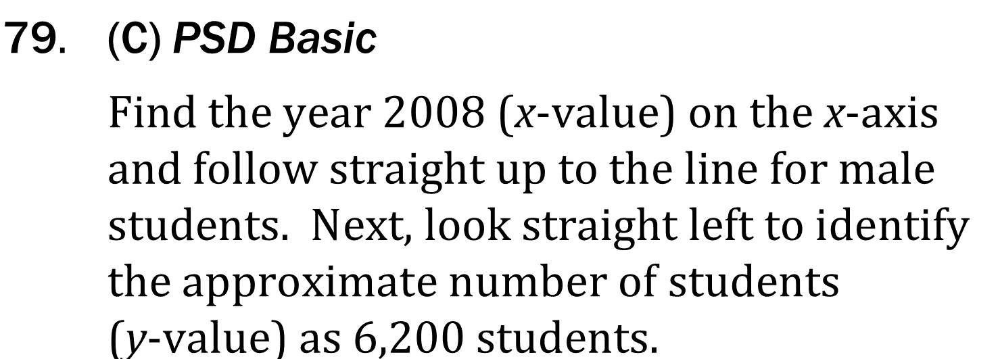 79. (C) PSD Basic
Find the year 2008 (x-value) on the x-axis
and follow straight up to the line for male
students.  Next, look straight left to identify
the approximate number of students
(y-value) as 6,200 students.